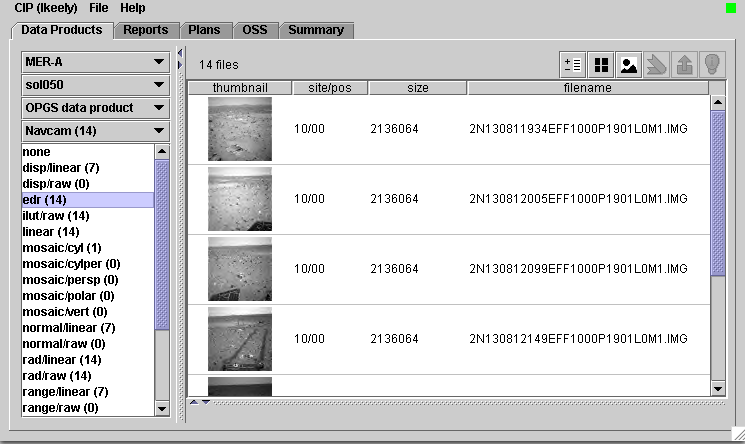 CIP (lkeely) File Help
Data Products Reports Plans OSS Summary
MER-A
sol050
OPGS data product
Navcam (14)
none
disp/linear (7)
disp/raw (0)
edr (14)
ilut/raw (14)
linear (14)
mosaic/cyl (1)
mosaic/cylper (0)
mosaic/persp (0)
mosaic/polar (0)
mosaic/vert (0)
normal/linear (7)
normal/raw (0)
rad/linear (14)
rad/raw (14)
range/linear (7)
range/raw (0)
14 files
thumbnail site/pos size filename
10/00 2136064 2N130811934EFF1000P1901L0M1.IMG
10/00 2136064 2N130812005EFF1000P1901L0M1.IMG
10/00 2136064 2N130812099EFF1000P1901L0M1.IMG
10/00 2136064 2N130812149EFF1000P1901L0M1.IMG